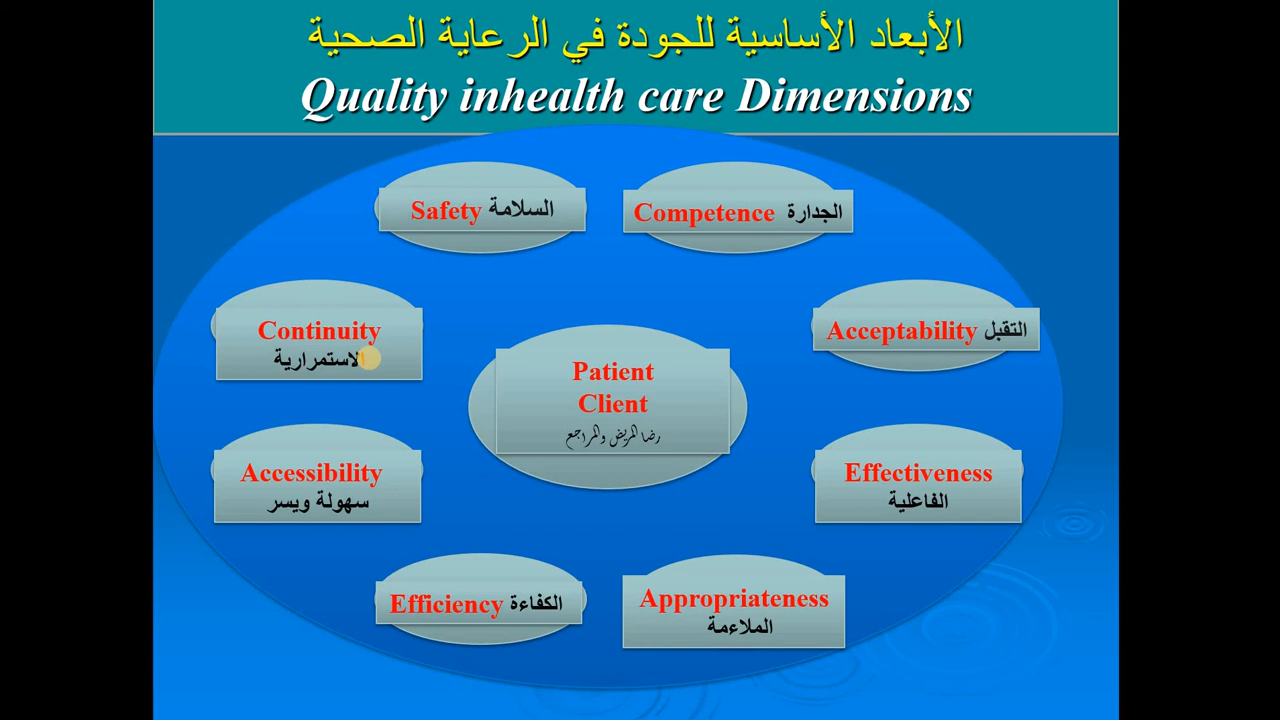 الأبعاد الأساسية للجودة في الرعاية الصحية
Quality inhealth care Dimensions
Safety السلامة
Competence الجدارة
Continuity
الاستمرارية
Acceptability التقبل
Patient
Client
رضا المريض والمراجع
Accessibility
سهولة ويسر
Effectiveness
الفاعلية
Efficiency الكفاءة
Appropriateness
الملاءمة